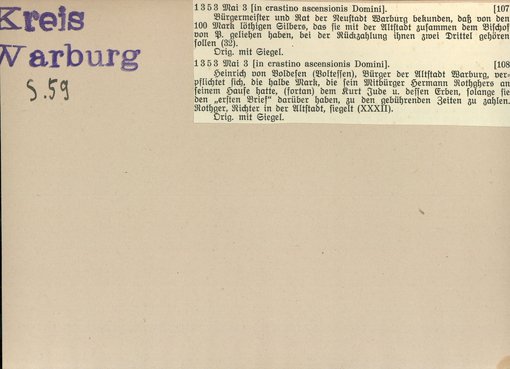 Kreis
Warburg
S. 59
1353 Mai 3 [in crastino ascensionis Domini]. [107
Bürgermeister und Rat der Neustadt Warburg bekunden, daß von den
100 Mark löthigen Silbers, das sie mit der Altstadt zusammen dem Bischof
von P. geliehen haben, bei der Rückzahlung ihnen zwei Drittel gehören
sollen (32).
Orig. mit Siegel.
1353 Mai 3 [in crastino ascensionis Domini]. [108
Heinrich von Voldesen (Voltessen), Bürger der Altstadt Warburg, ver-
pflichtet sich, die halbe Mark, die sein Mitbürger Hermann Rothghers an
seinem Hause hatte, (fortan) dem Kurt Jude u. dessen Erben, solange sie
den „ersten Brief“ darüber haben, zu den gebührenden Zeiten zu zahlen.
Rothger, Richter in der Altstadt, siegelt (XXXII).
Orig. mit Siegel.